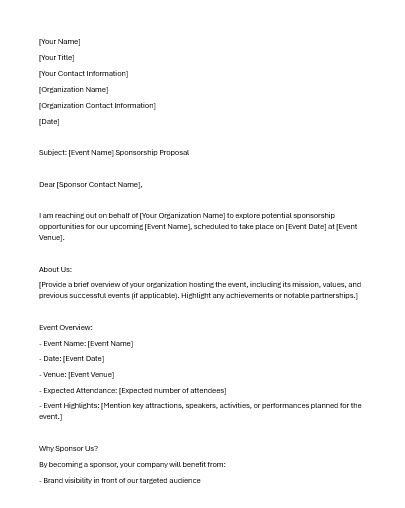 [Your Name]
[Your Title]
[Your Contact Information]
[Organization Name]
[Organization Contact Information]
[Date]
Subject: [Event Name] Sponsorship Proposal
Dear [Sponsor Contact Name],
I am reaching out on behalf of [Your Organization Name] to explore potential sponsorship
opportunities for our upcoming [Event Name], scheduled to take place on [Event Date] at [Event
Venue].
About Us:
[Provide a brief overview of your organization hosting the event, including its mission, values, and
previous successful events (if applicable). Highlight any achievements or notable partnerships.]
Event Overview:
- Event Name: [Event Name]
- Date: [Event Date]
- Venue: [Event Venue]
- Expected Attendance: [Expected number of attendees]
- Event Highlights: [Mention key attractions, speakers, activities, or performances planned for the
event.]
Why Sponsor Us?
By becoming a sponsor, your company will benefit from:
- Brand visibility in front of our targeted audience